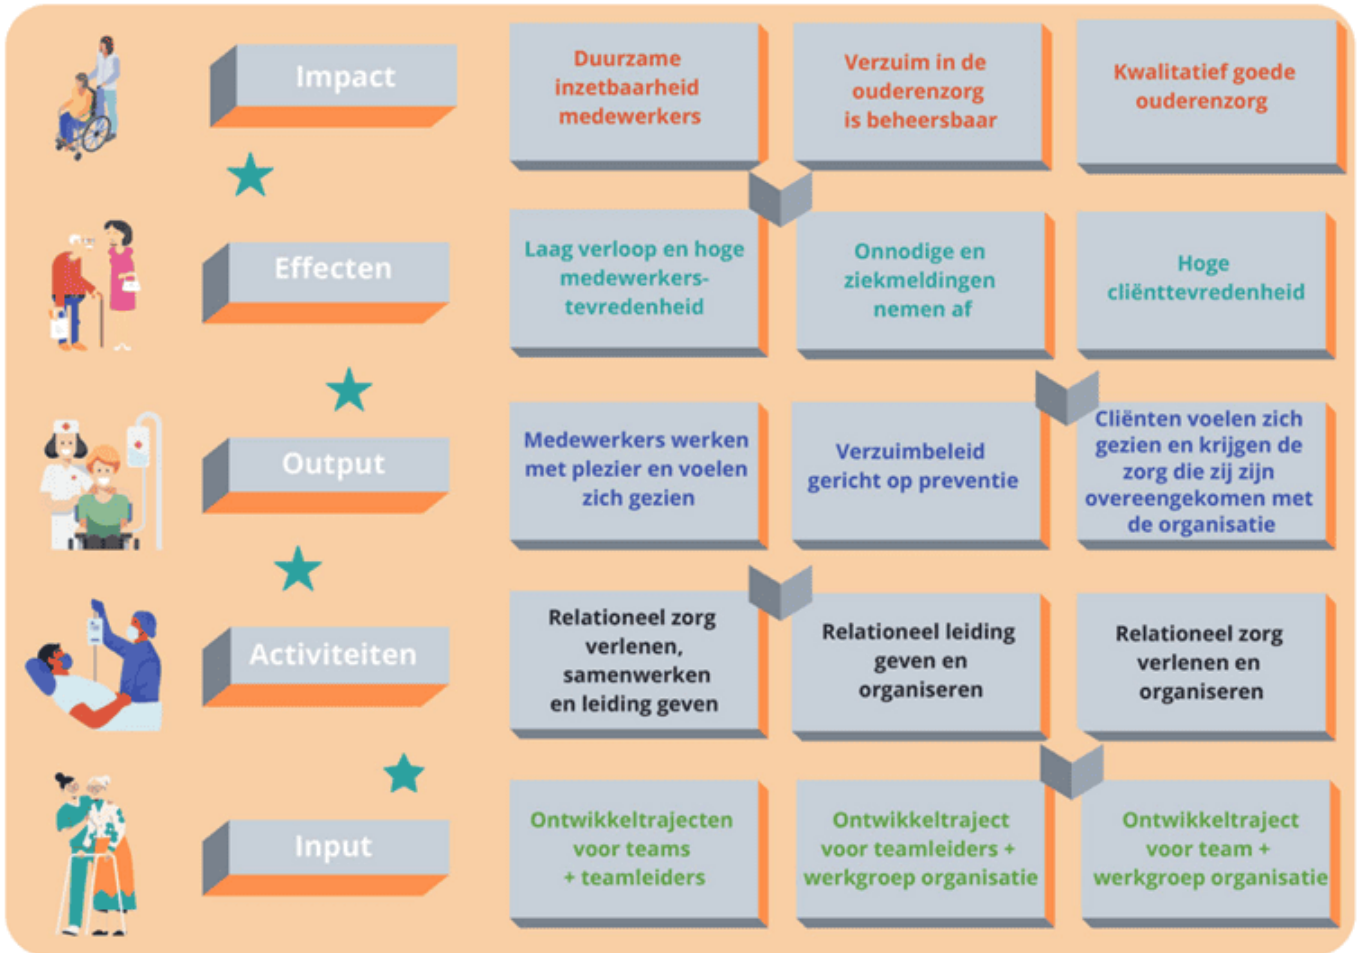 Impact
Duurzame
inzetbaarheid
medewerkers
Verzuim in de
ouderenzorg
is beheersbaar
Kwalitatief goede
ouderenzorg
Effecten
Laag verloop en hoge
medewerkers-
tevredenheid
Onnodige en
ziekmeldingen
nemen af
Hoge
cliënttevredenheid
Output
Medewerkers werken
met plezier en voelen
zich gezien
Verzuimbeleid
gericht op preventie
Cliënten voelen zich
gezien en krijgen de
zorg die zij zijn
overeengekomen met
de organisatie
Activiteiten
Relationeel zorg
verlenen,
samenwerken
en leiding geven
Relationeel leiding
geven en
organiseren
Relationeel zorg
verlenen en
organiseren
Input
Ontwikkeltrajecten
voor teams
+ teamleiders
Ontwikkeltraject
voor teamleiders +
werkgroep organisatie
Ontwikkeltraject
voor team +
werkgroep organisatie